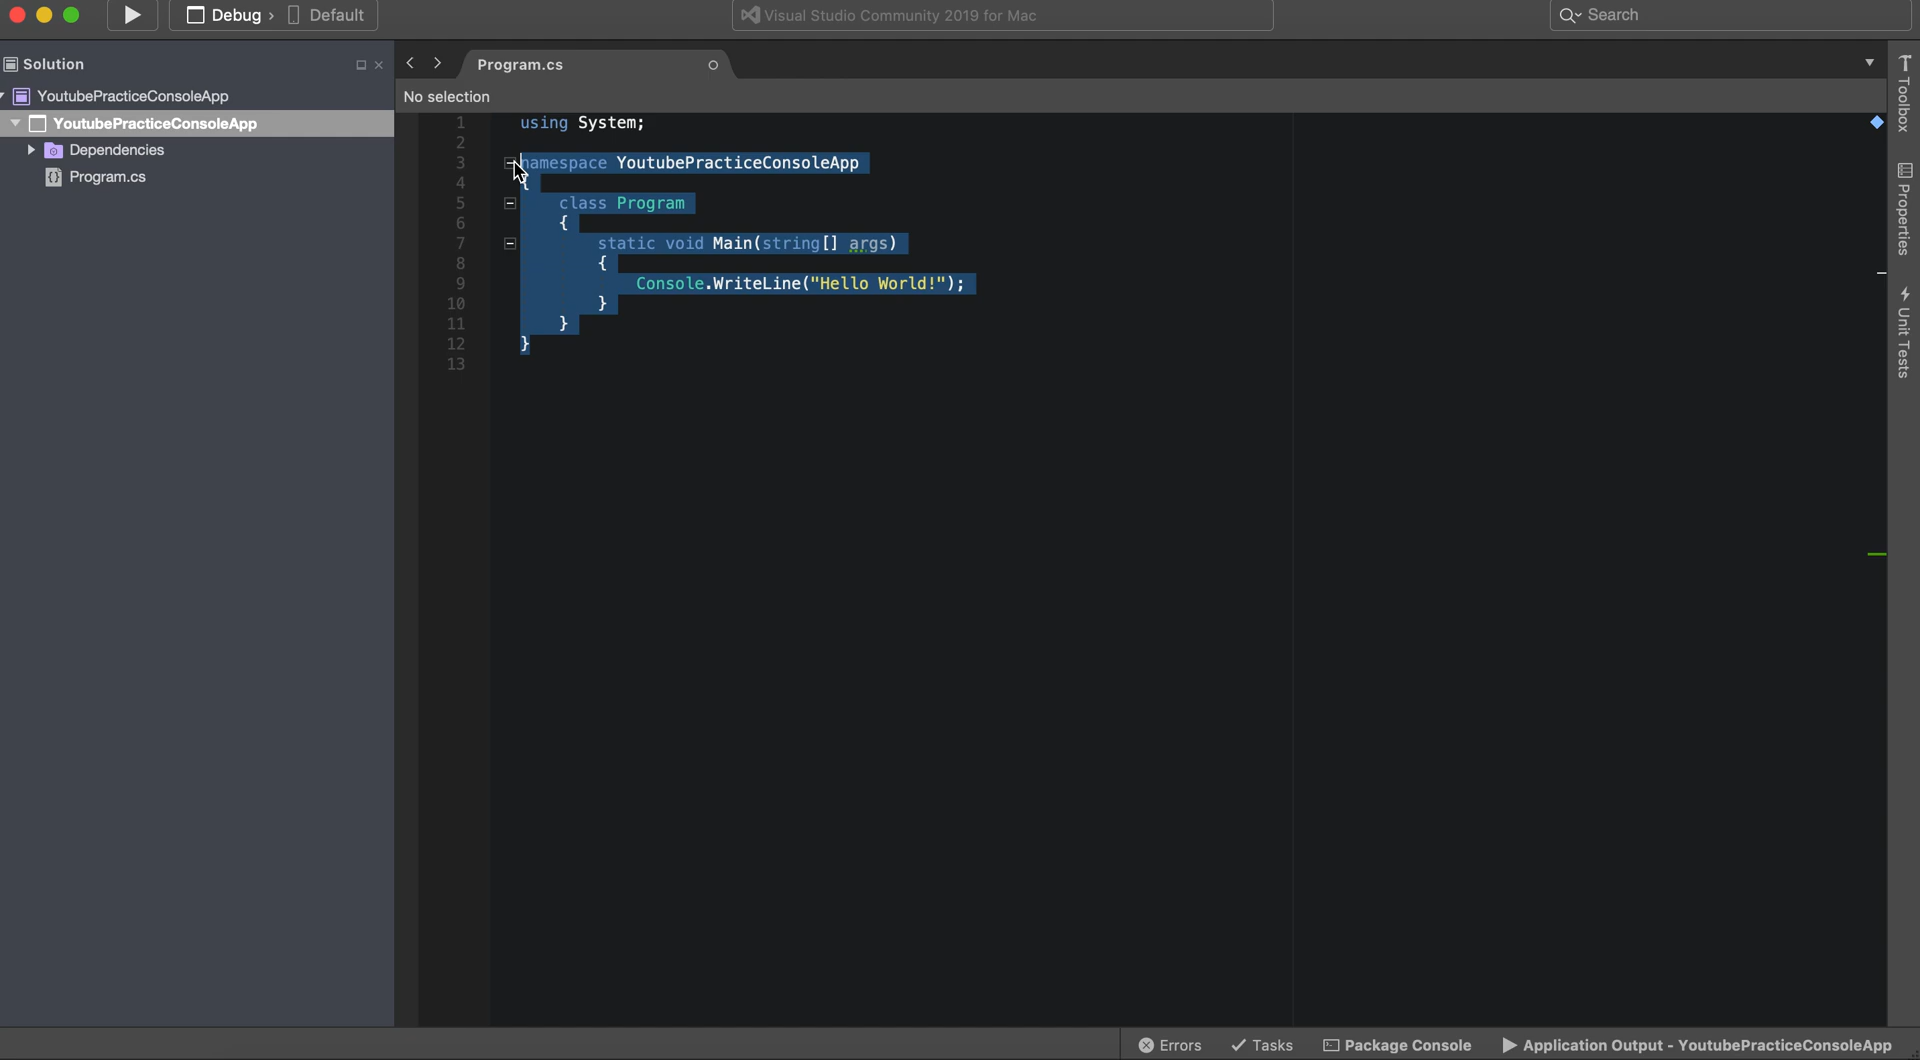 Debug › Default
Visual Studio Community 2019 for Mac
Search
Solution
YoutubePracticeConsoleApp
YoutubePracticeConsoleApp
Dependencies
Program.cs
Program.cs
No selection
1 using System;
2
3 namespace YoutubePracticeConsoleApp
4 {
5 class Program
6 {
7 static void Main(string[] args)
8 {
9 Console.WriteLine("Hello World!");
10 }
11 }
12 }
13
Toolbox
Properties
Unit Tests
Errors
Tasks
Package Console
Application Output - YoutubePracticeConsoleApp